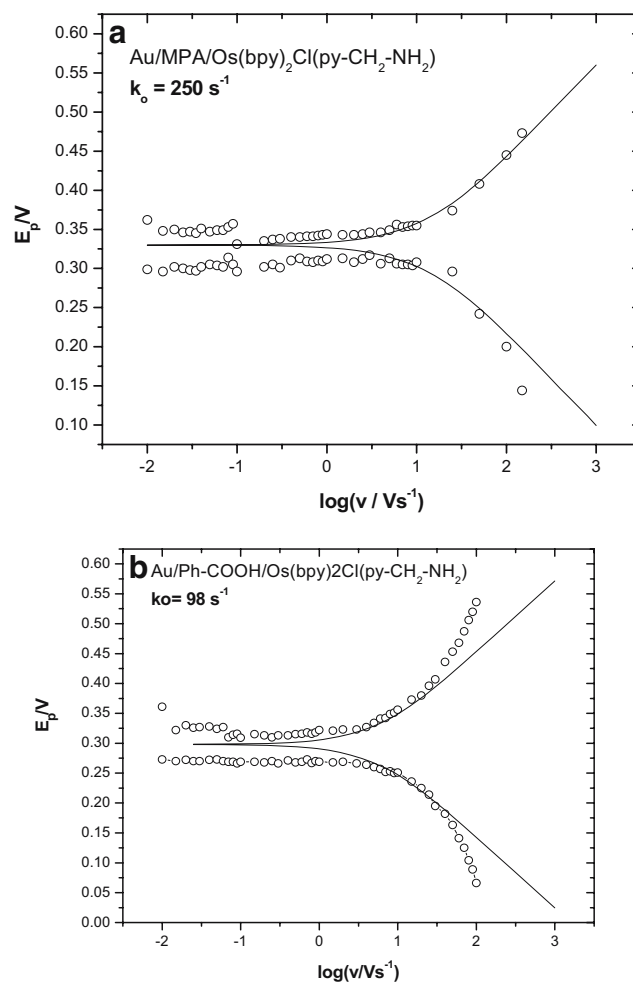 a
Au/MPA/Os(bpy)₂Cl(py-CH₂-NH₂)
kₒ = 250 s⁻¹
Eₚ/V
0.60
0.55
0.50
0.45
0.40
0.35
0.30
0.25
0.20
0.15
0.10
-2 -1 0 1 2 3
log(v / Vs⁻¹)
b
Au/Ph-COOH/Os(bpy)2Cl(py-CH₂-NH₂)
ko= 98 s⁻¹
Eₚ/V
0.60
0.55
0.50
0.45
0.40
0.35
0.30
0.25
0.20
0.15
0.10
0.05
0.00
-2 -1 0 1 2 3
log(v/Vs⁻¹)